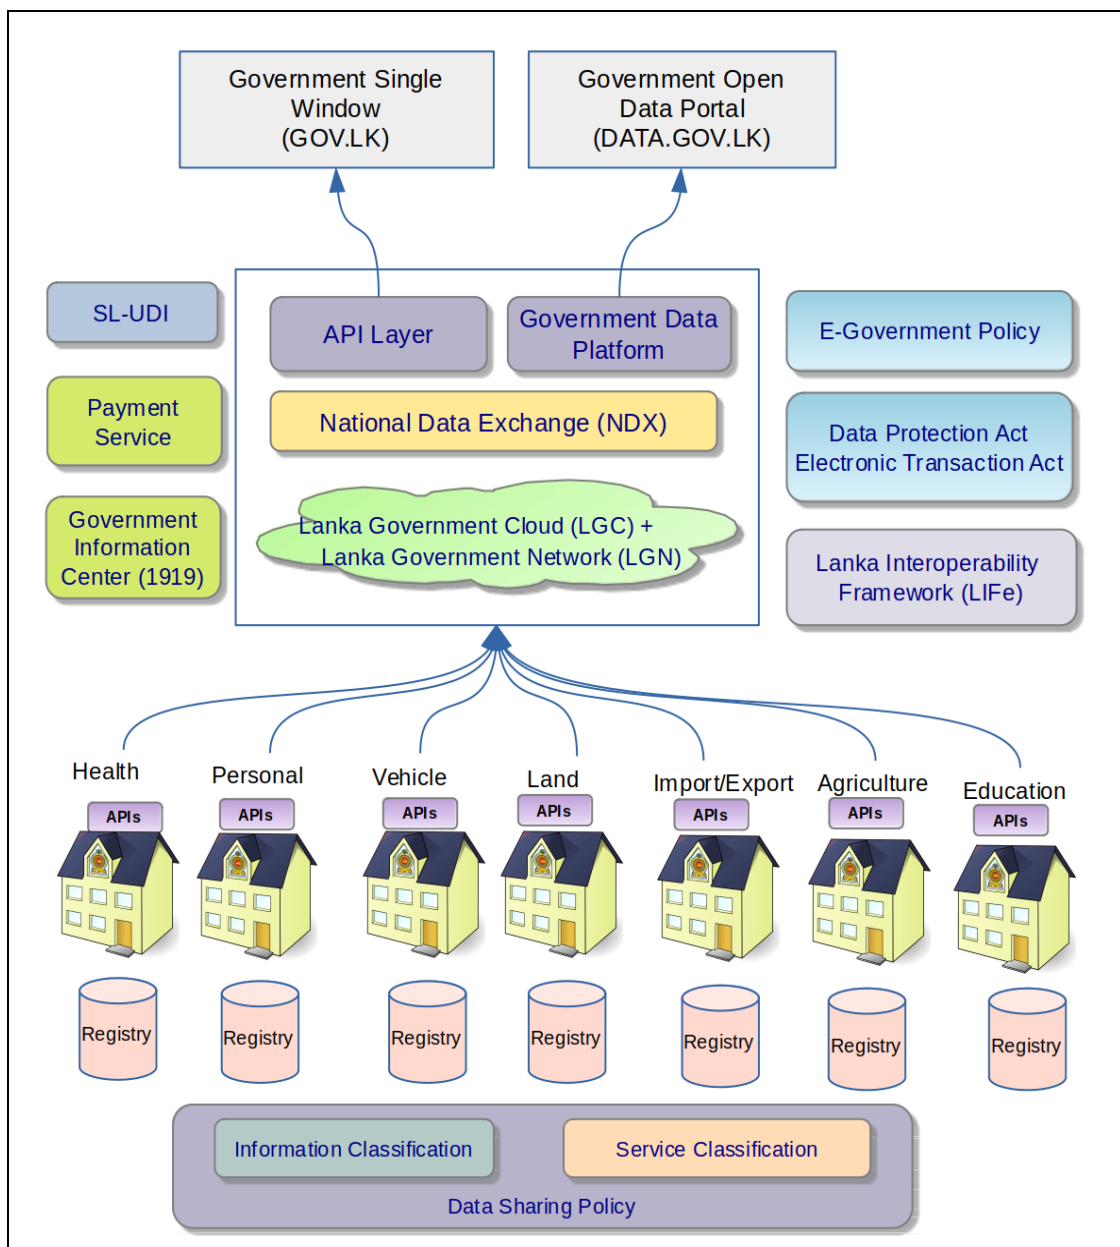 Government Single
Window
(GOV.LK)
Government Open
Data Portal
(DATA.GOV.LK)
SL-UDI
Payment
Service
Government
Information
Center (1919)
API Layer
Government Data
Platform
National Data Exchange (NDX)
Lanka Government Cloud (LGC) +
Lanka Government Network (LGN)
E-Government Policy
Data Protection Act
Electronic Transaction Act
Lanka Interoperability
Framework (LIFe)
Health
Personal
Vehicle
Land
Import/Export
Agriculture
Education
APIs
APIs
APIs
APIs
APIs
APIs
APIs
Registry
Registry
Registry
Registry
Registry
Registry
Registry
Information Classification
Service Classification
Data Sharing Policy